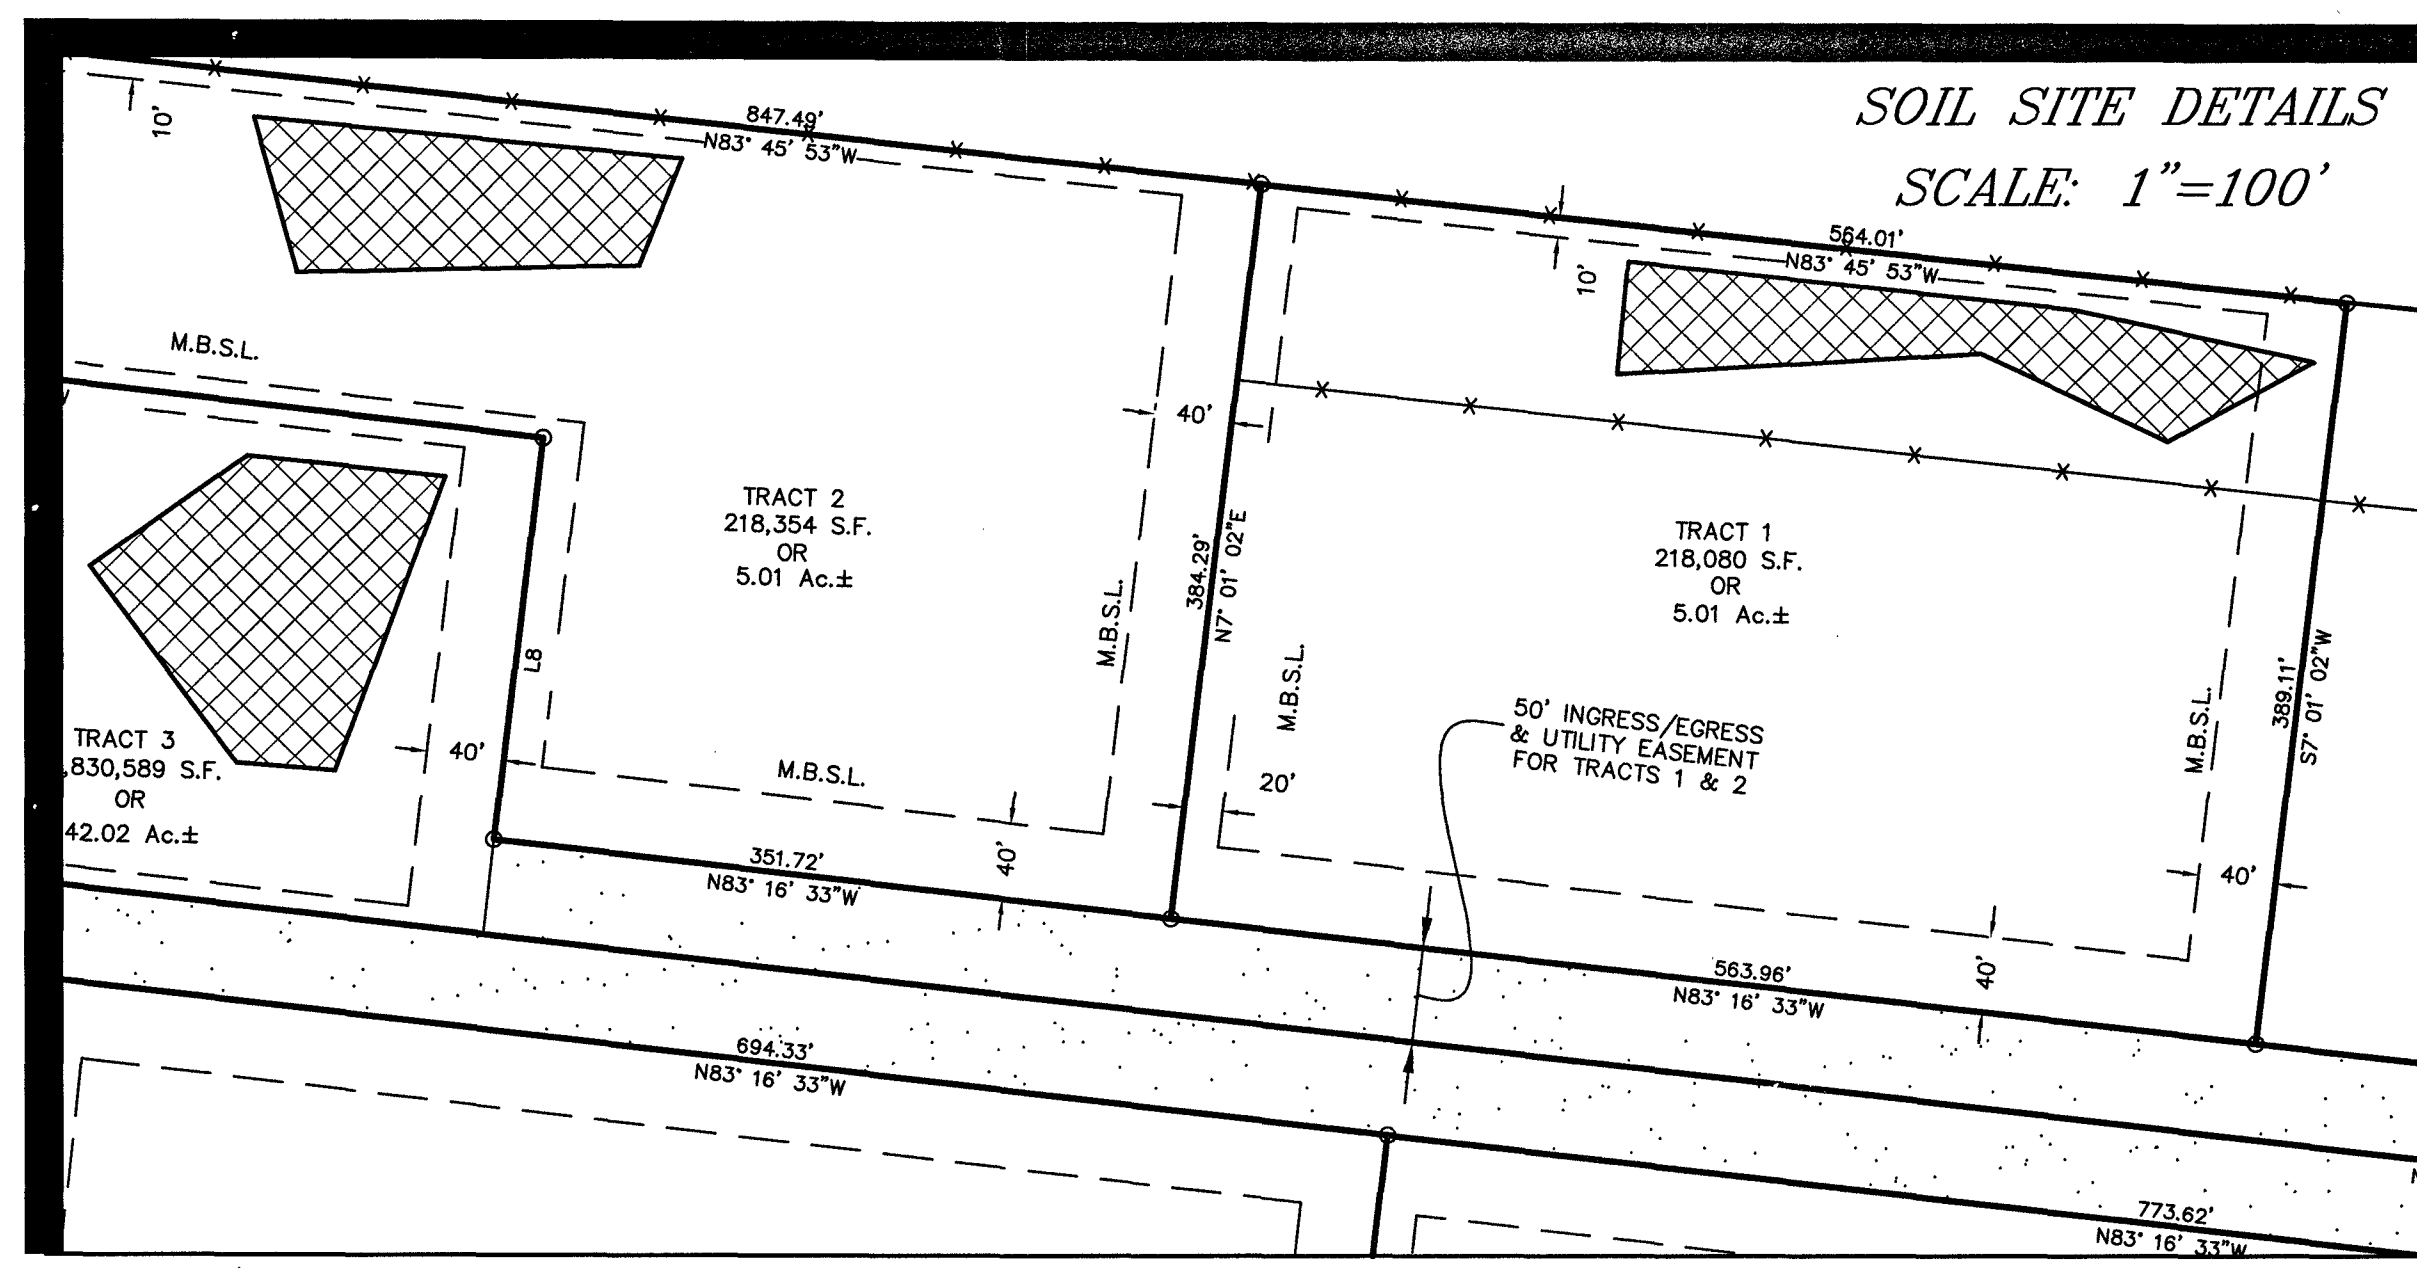 SOIL SITE DETAILS
SCALE: 1"=100'
10'
847.49'
N83° 45' 53"W
564.01'
N83° 45' 53"W
10'
M.B.S.L.
40'
TRACT 2
218,354 S.F.
OR
5.01 Ac.±
384.29'
N7° 01' 02"E
TRACT 1
218,080 S.F.
OR
5.01 Ac.±
M.B.S.L.
M.B.S.L.
L8
389.11'
S7° 01' 02"W
M.B.S.L.
50' INGRESS/EGRESS
& UTILITY EASEMENT
FOR TRACTS 1 & 2
TRACT 3
,830,589 S.F.
OR
42.02 Ac.±
40'
M.B.S.L.
20'
40'
40'
351.72'
N83° 16' 33"W
563.96'
N83° 16' 33"W
40'
694.33'
N83° 16' 33"W
773.62'
N83° 16' 33"W